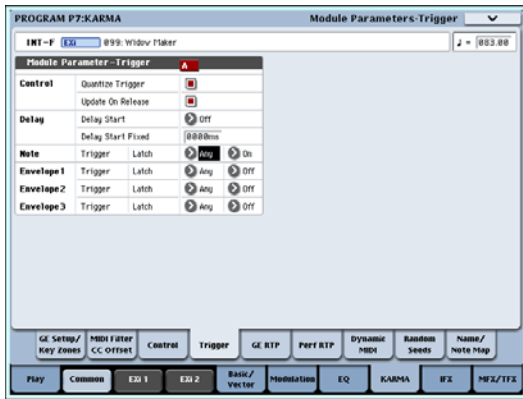 PROGRAM P7:KARMA Module Parameters-Trigger
INT-F EXi 099: Widow Maker ♩ = 083.00
Module Parameter-Trigger A
Control Quantize Trigger
Update On Release
Delay Delay Start Off
Delay Start Fixed 0000ms
Note Trigger Latch Any On
Envelope1 Trigger Latch Any Off
Envelope2 Trigger Latch Any Off
Envelope3 Trigger Latch Any Off
GE Setup/ Key Zones MIDI Filter CC Offset Control Trigger GE RTP Perf RTP Dynamic MIDI Random Seeds Name/ Note Map
Play Common EXi 1 EXi 2 Basic/ Vector Modulation EQ KARMA IFX MFX/TFX